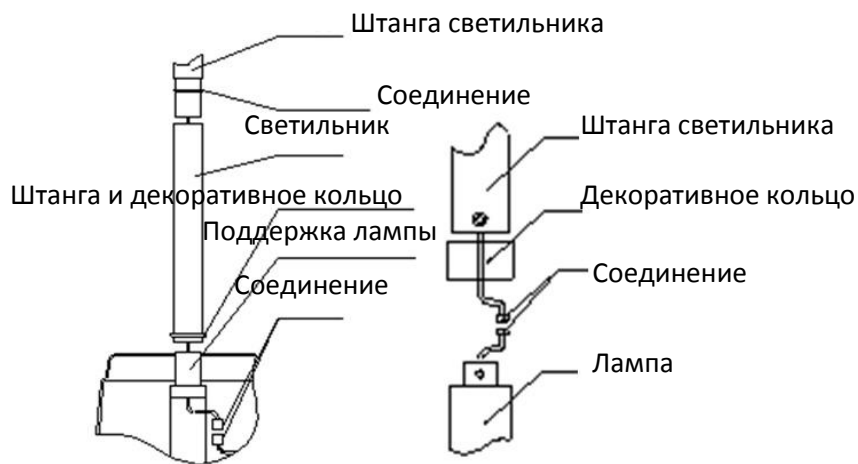 Штанга светильника
Соединение
Светильник
Штанга и декоративное кольцо
Поддержка лампы
Соединение
Штанга светильника
Декоративное кольцо
Соединение
Лампа